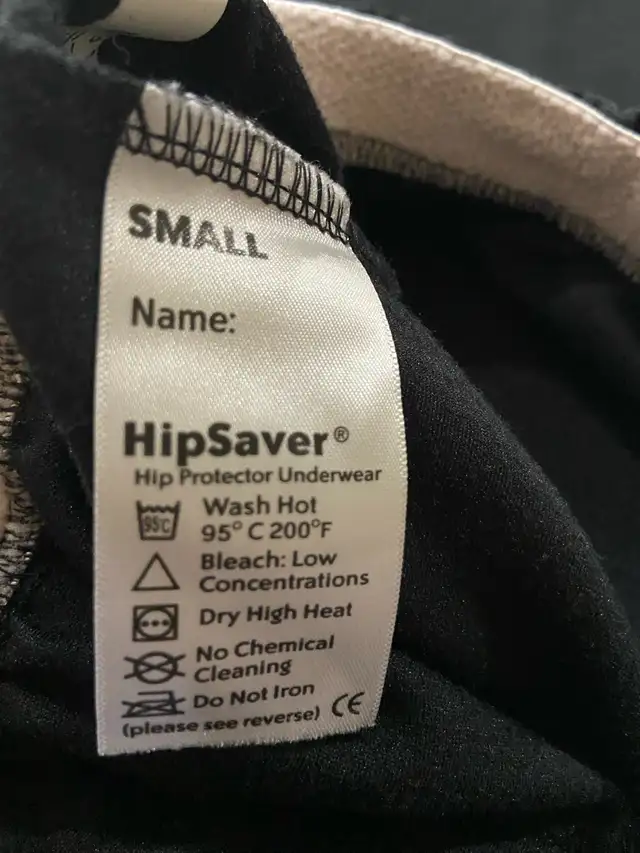 SMALL
Name:
HipSaver®
Hip Protector Underwear
Wash Hot
95°C 200°F
95°C
Bleach: Low
Concentrations
Dry High Heat
No Chemical
Cleaning
Do Not Iron
(please see reverse) CE